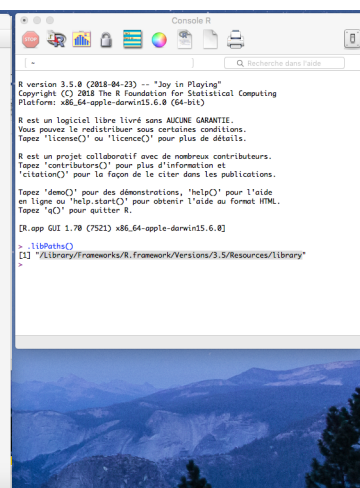 Console R
STOP
Recherche dans l'aide
R version 3.5.0 (2018-04-23) -- "Joy in Playing"
Copyright (C) 2018 The R Foundation for Statistical Computing
Platform: x86_64-apple-darwin15.6.0 (64-bit)
R est un logiciel libre livré sans AUCUNE GARANTIE.
Vous pouvez le redistribuer sous certaines conditions.
Tapez 'license()' ou 'licence()' pour plus de détails.
R est un projet collaboratif avec de nombreux contributeurs.
Tapez 'contributors()' pour plus d'information et
'citation()' pour la façon de le citer dans les publications.
Tapez 'demo()' pour des démonstrations, 'help()' pour l'aide
en ligne ou 'help.start()' pour obtenir l'aide au format HTML.
Tapez 'q()' pour quitter R.
[R.app GUI 1.70 (7521) x86_64-apple-darwin15.6.0]
> .libPaths()
[1] "/Library/Frameworks/R.framework/Versions/3.5/Resources/library"
>